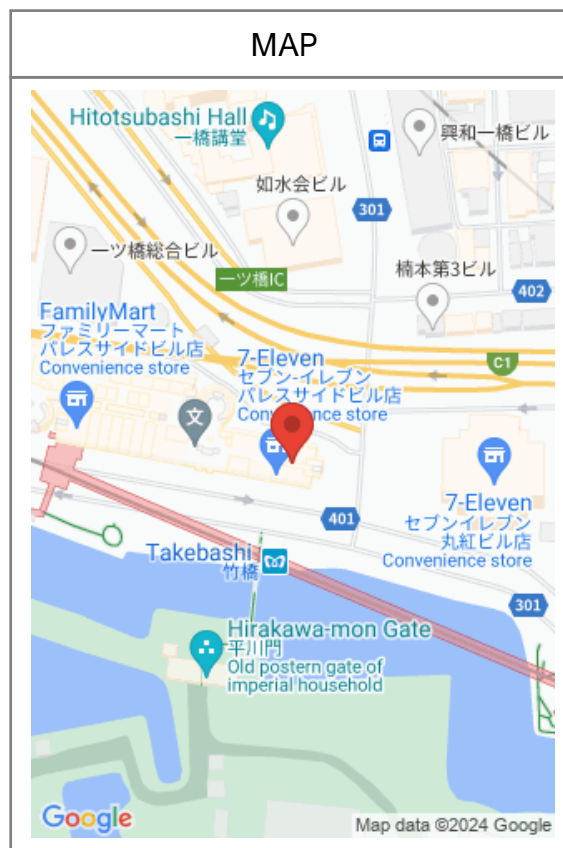 MAP
Hitotsubashi Hall
一橋講堂
興和一橋ビル
如水会ビル
301
一ツ橋総合ビル
一ツ橋IC
楠本第3ビル
402
FamilyMart
ファミリーマート
パレスサイドビル店
Convenience store
7-Eleven
セブン-イレブン
パレスサイドビル店
C1
文
7-Eleven
セブンイレブン
丸紅ビル店
Convenience store
401
Takebashi
竹橋
301
Hirakawa-mon Gate
平川門
Old postern gate of
imperial household
Google
Map data ©2024 Google